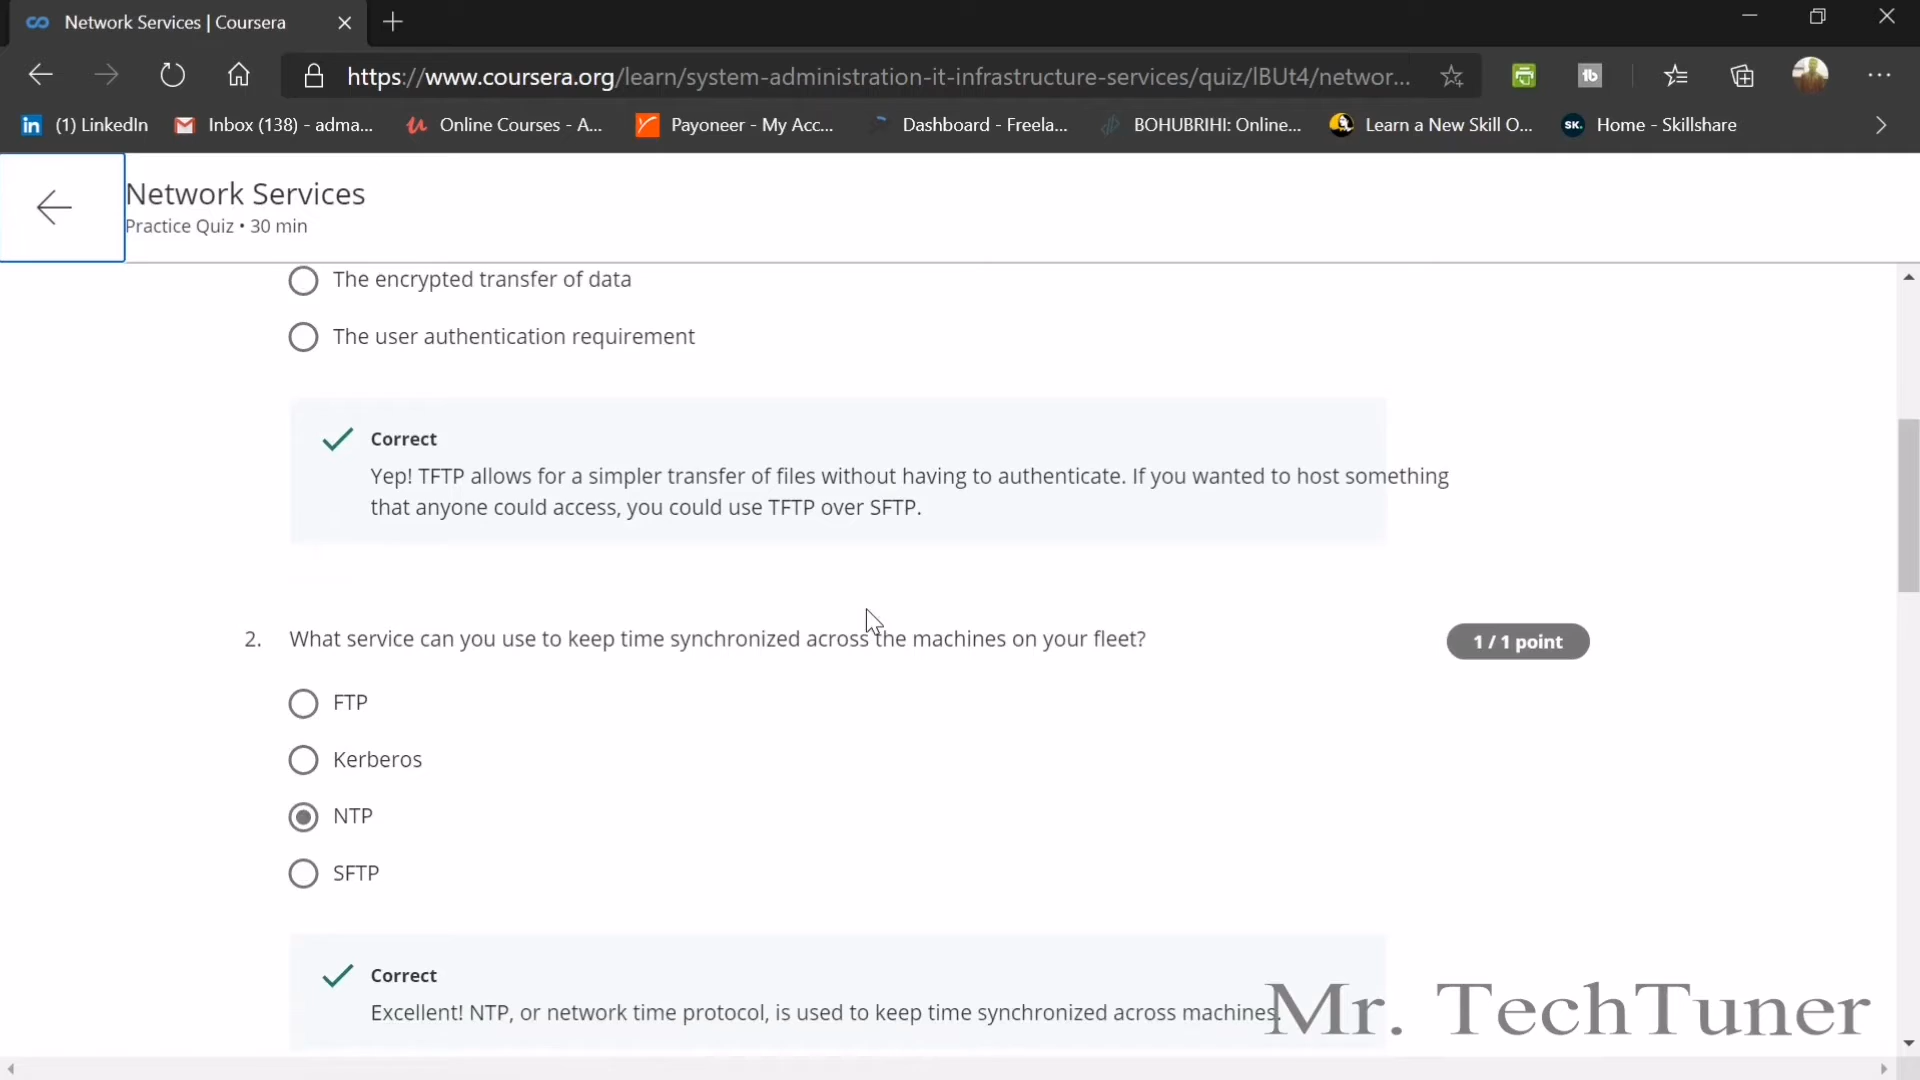 Network Services | Coursera
https://www.coursera.org/learn/system-administration-it-infrastructure-services/quiz/lBUt4/networ...
(1) LinkedIn
Inbox (138) - adma...
Online Courses - A...
Payoneer - My Acc...
Dashboard - Freela...
BOHUBRIHI: Online...
Learn a New Skill O...
SK.
Home - Skillshare
Network Services
Practice Quiz • 30 min
The encrypted transfer of data
The user authentication requirement
Correct
Yep! TFTP allows for a simpler transfer of files without having to authenticate. If you wanted to host something
that anyone could access, you could use TFTP over SFTP.
2. What service can you use to keep time synchronized across the machines on your fleet?
1 / 1 point
FTP
Kerberos
NTP
SFTP
Correct
Excellent! NTP, or network time protocol, is used to keep time synchronized across machines.
Mr. TechTuner